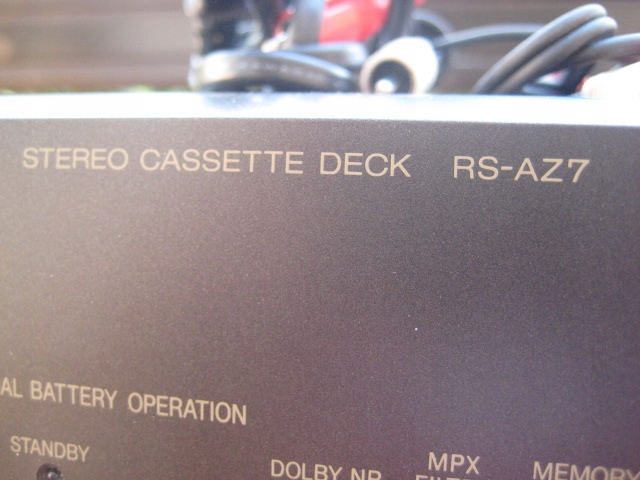 STEREO CASSETTE DECK RS-AZ7
AL BATTERY OPERATION
STANDBY
DOLBY NR
MPX
MEMORY